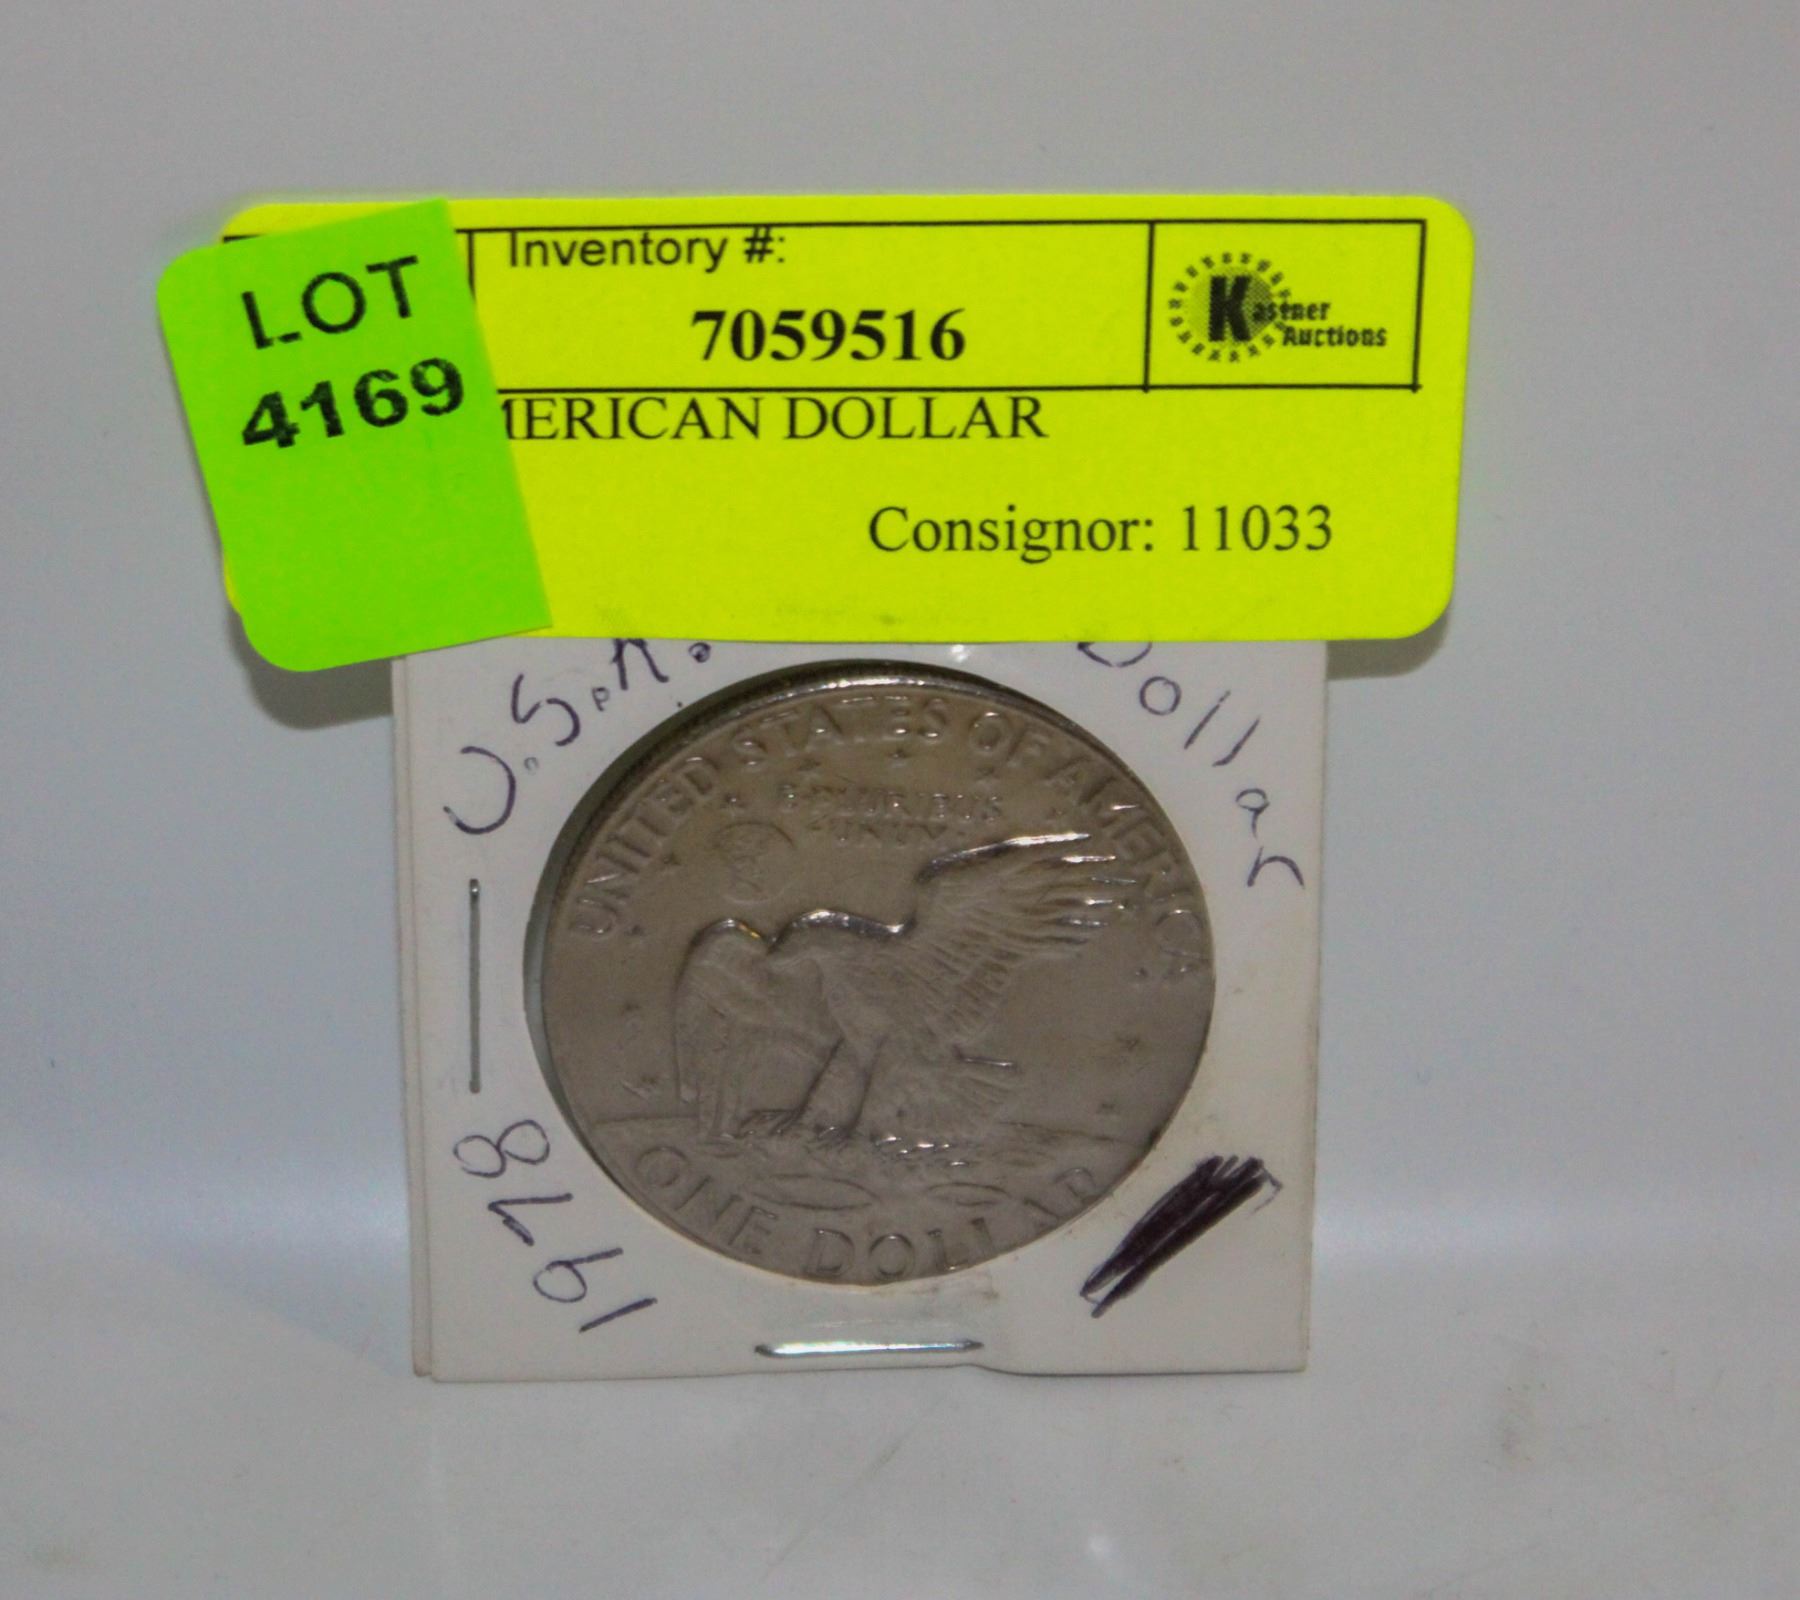 LOT
4169
Inventory #:
7059516
Kastner
Auctions
MERICAN DOLLAR
Consignor: 11033
U.S.A.
Dollar
UNITED STATES OF AMERICA
E PLURIBUS
UNUM
ONE DOLLAR
1978